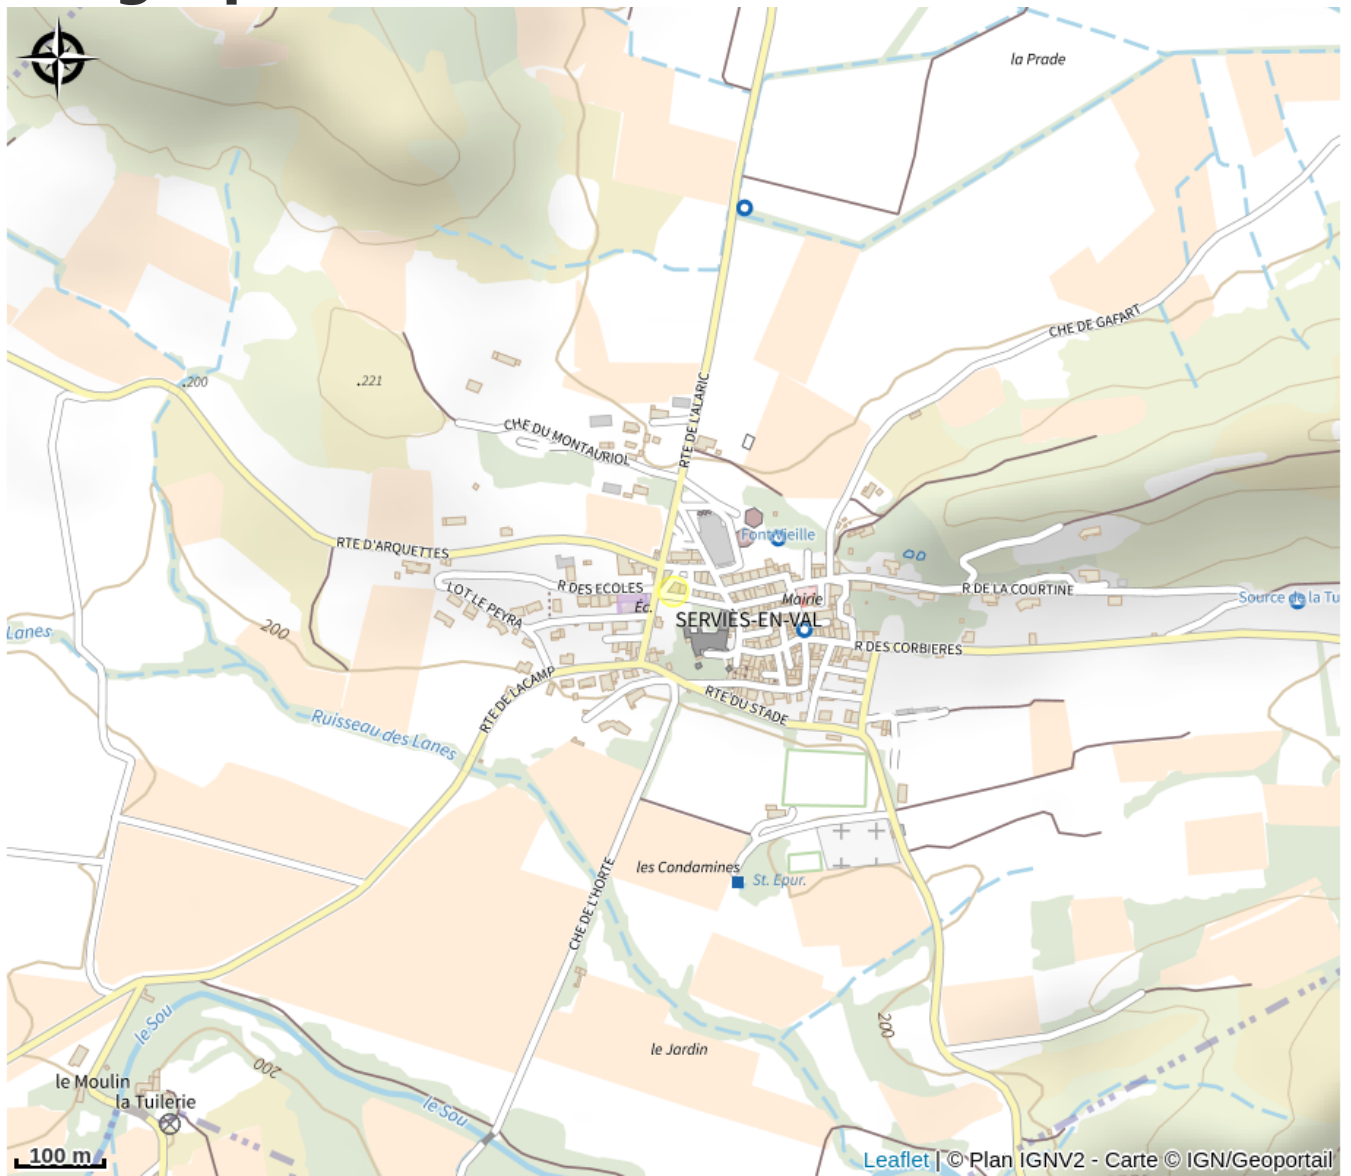 la Prade
CHE DE GAFART
.200
.221
RTE DE L'ALARIC
CHE DU MONTAURIOL
Font Vieille
RTE D'ARQUETTES
R DES ECOLES
R DE LA COURTINE
LOT LE PEYRA
Éc.
Mairie
Source de la Tu
SERVIÈS-EN-VAL
Lanes
200
R DES CORBIERES
RTE DE LACAMP
RTE DU STADE
Ruisseau des Lanes
les Condamines
St. Epur.
CHE DE L'HORTE
le Sou
200
le Jardin
200
le Moulin
la Tuilerie
le Sou
100 m
Leaflet | © Plan IGNV2 - Carte © IGN/Geoportail